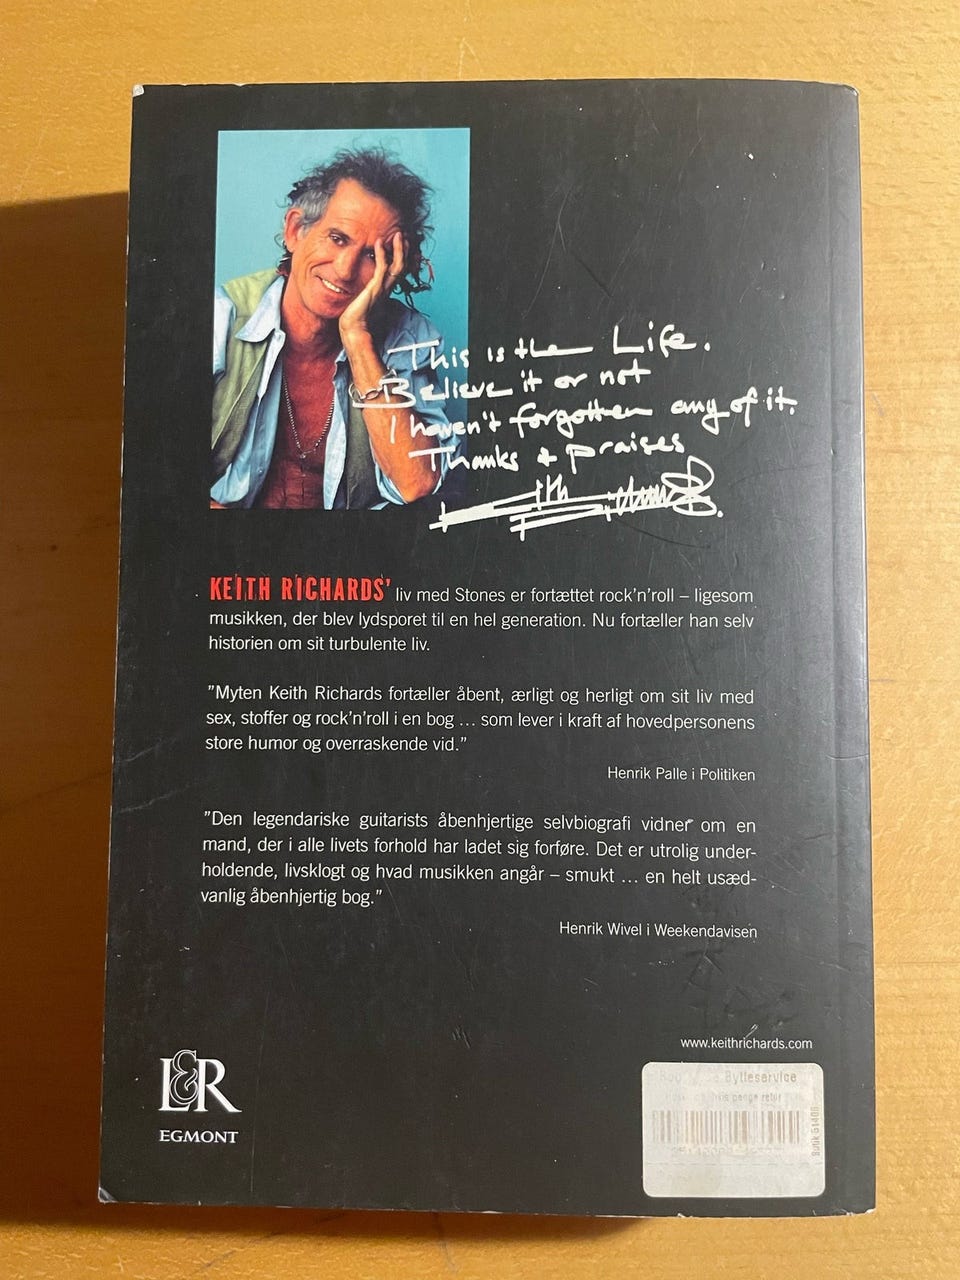 This is the Life.
Believe it or not
I haven't forgotten any of it.
Thanks & praises
Keith Richards
KEITH RICHARDS’ liv med Stones er fortættet rock’n’roll – ligesom
musikken, der blev lydsporet til en hel generation. Nu fortæller han selv
historien om sit turbulente liv.
”Myten Keith Richards fortæller åbent, ærligt og herligt om sit liv med
sex, stoffer og rock’n’roll i en bog ... som lever i kraft af hovedpersonens
store humor og overraskende vid.”
Henrik Palle i Politiken
”Den legendariske guitarists åbenhjertige selvbiografi vidner om en
mand, der i alle livets forhold har ladet sig forføre. Det er utrolig under-
holdende, livsklogt og hvad musikken angår – smukt ... en helt usæd-
vanlig åbenhjertig bog.”
Henrik Wivel i Weekendavisen
www.keithrichards.com
L&R
EGMONT
Bytteservice
penge retur
Butik